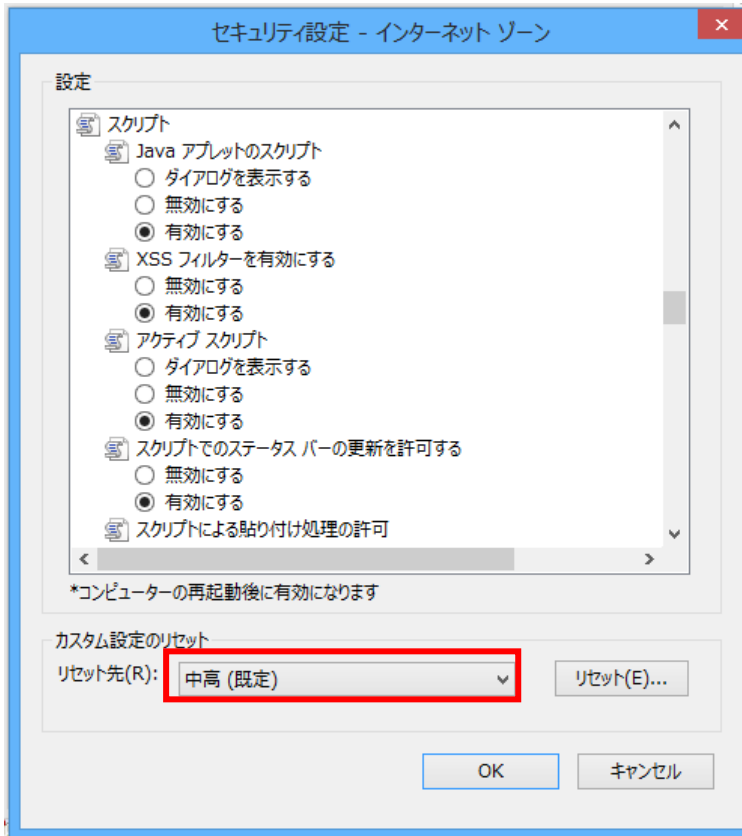 セキュリティ設定 - インターネット ゾーン
設定
スクリプト
Java アプレットのスクリプト
ダイアログを表示する
無効にする
有効にする
XSS フィルターを有効にする
無効にする
有効にする
アクティブ スクリプト
ダイアログを表示する
無効にする
有効にする
スクリプトでのステータス バーの更新を許可する
無効にする
有効にする
スクリプトによる貼り付け処理の許可
*コンピューターの再起動後に有効になります
カスタム設定のリセット
リセット先(R): 中高 (既定) リセット(E)...
OK キャンセル